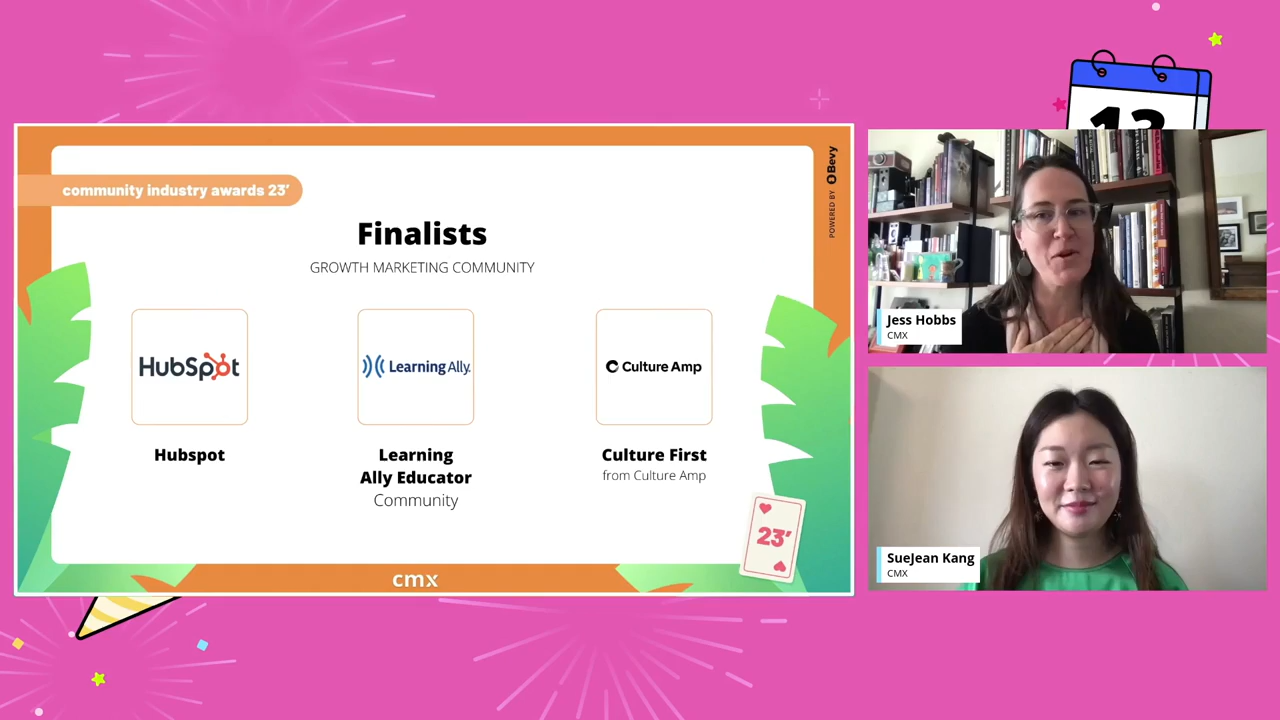 community industry awards 23’
POWERED BY Bevy
Finalists
GROWTH MARKETING COMMUNITY
HubSpot
Learning Ally.
Culture Amp
Hubspot
Learning
Ally Educator
Community
Culture First
from Culture Amp
23’
cmx
Jess Hobbs
CMX
SueJean Kang
CMX